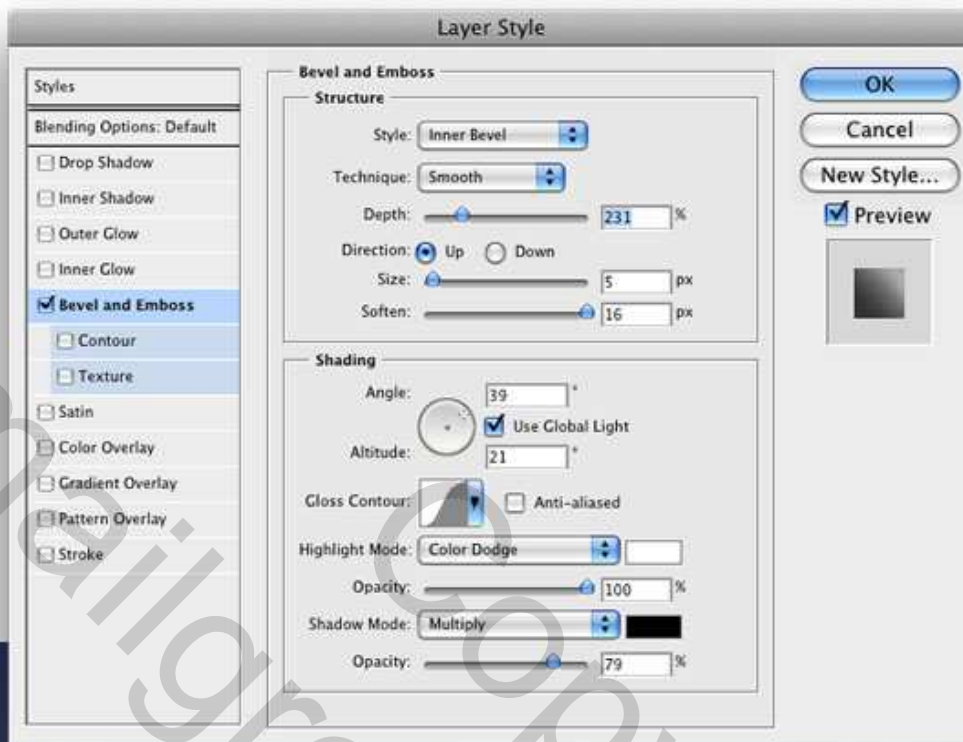 Layer Style
Styles
Blending Options: Default
Drop Shadow
Inner Shadow
Outer Glow
Inner Glow
Bevel and Emboss
Contour
Texture
Satin
Color Overlay
Gradient Overlay
Pattern Overlay
Stroke
Bevel and Emboss
Structure
Style: Inner Bevel
Technique: Smooth
Depth: 231 %
Direction: Up Down
Size: 5 px
Soften: 16 px
Shading
Angle: 39 °
Use Global Light
Altitude: 21 °
Gloss Contour: Anti-aliased
Highlight Mode: Color Dodge
Opacity: 100 %
Shadow Mode: Multiply
Opacity: 79 %
OK
Cancel
New Style...
Preview